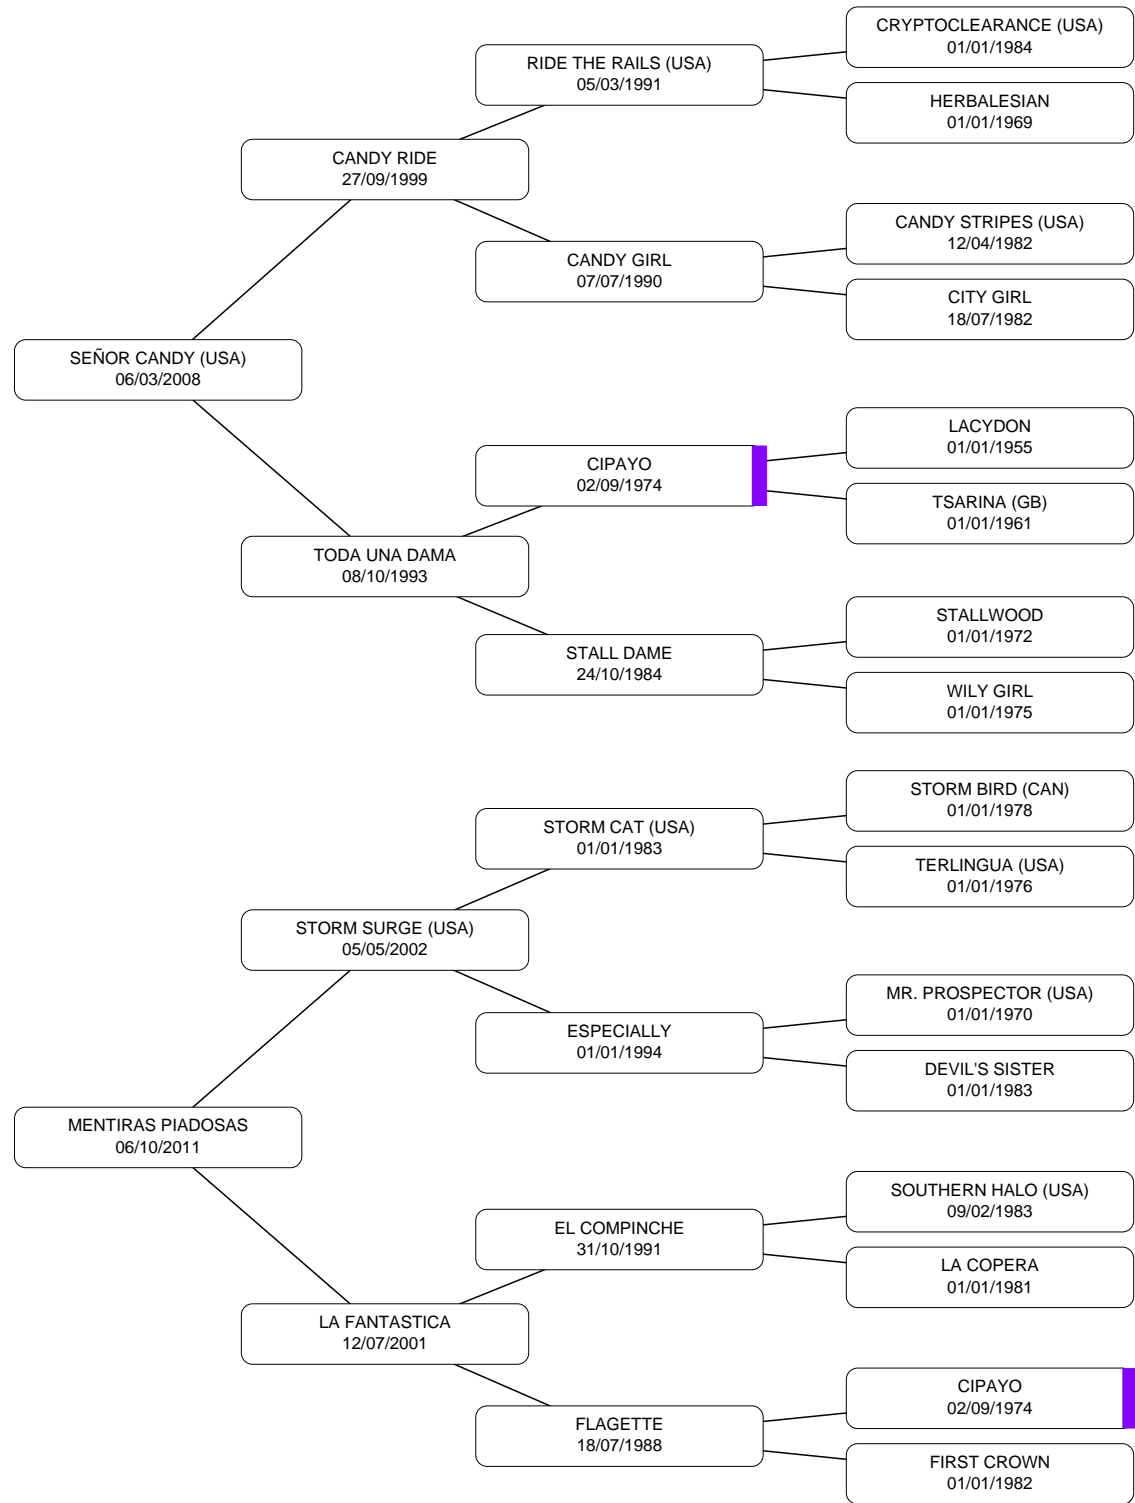 CRYPTOCLEARANCE (USA)
01/01/1984
RIDE THE RAILS (USA)
05/03/1991
HERBALESIAN
01/01/1969
CANDY RIDE
27/09/1999
CANDY STRIPES (USA)
12/04/1982
CANDY GIRL
07/07/1990
CITY GIRL
18/07/1982
SEÑOR CANDY (USA)
06/03/2008
LACYDON
01/01/1955
CIPAYO
02/09/1974
TSARINA (GB)
01/01/1961
TODA UNA DAMA
08/10/1993
STALLWOOD
01/01/1972
STALL DAME
24/10/1984
WILY GIRL
01/01/1975
STORM BIRD (CAN)
01/01/1978
STORM CAT (USA)
01/01/1983
TERLINGUA (USA)
01/01/1976
STORM SURGE (USA)
05/05/2002
MR. PROSPECTOR (USA)
01/01/1970
ESPECIALLY
01/01/1994
DEVIL'S SISTER
01/01/1983
MENTIRAS PIADOSAS
06/10/2011
SOUTHERN HALO (USA)
09/02/1983
EL COMPINCHE
31/10/1991
LA COPERA
01/01/1981
LA FANTASTICA
12/07/2001
CIPAYO
02/09/1974
FLAGETTE
18/07/1988
FIRST CROWN
01/01/1982